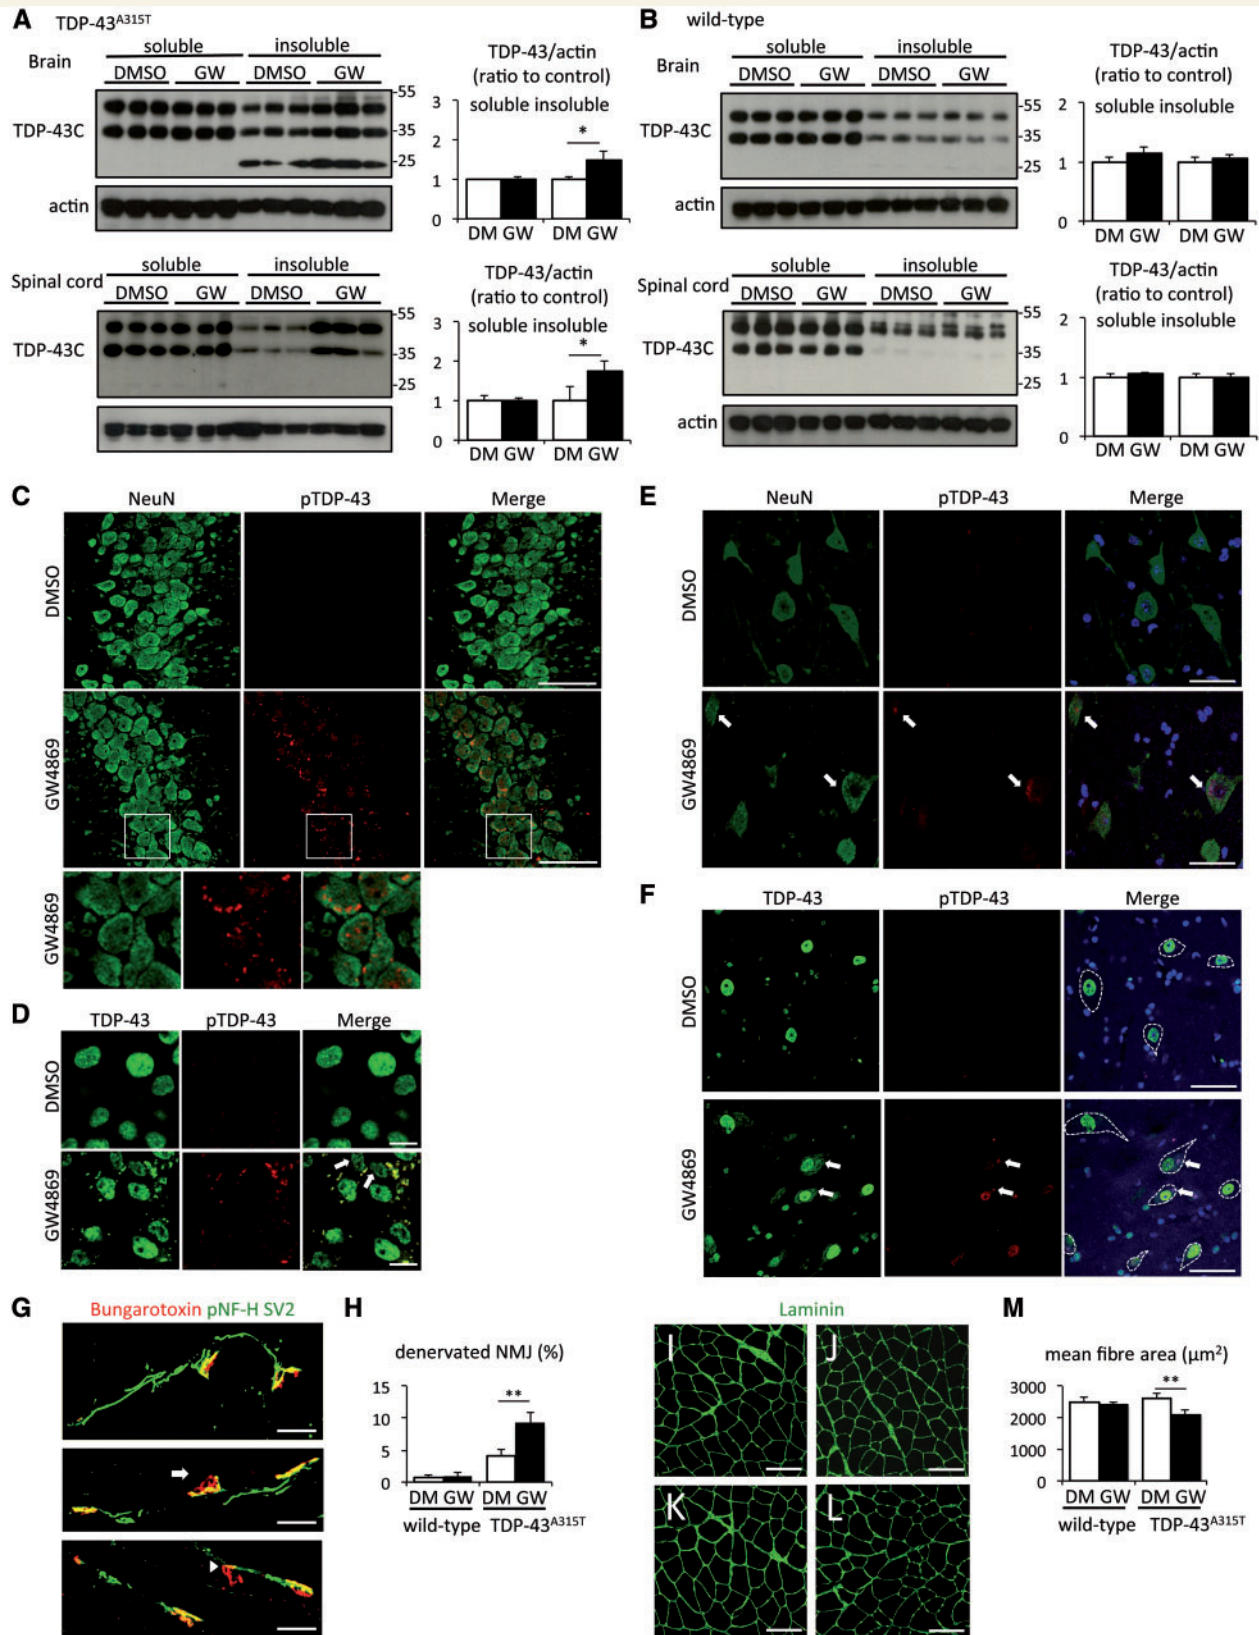 A
TDP-43A315T
soluble insoluble
Brain
DMSO GW DMSO GW
TDP-43C
-55
-35
-25
actin
TDP-43/actin
(ratio to control)
soluble insoluble
3
2
1
0
*
DM GW DM GW
soluble insoluble
Spinal cord
DMSO GW DMSO GW
TDP-43C
-55
-35
-25
TDP-43/actin
(ratio to control)
soluble insoluble
3
2
1
0
*
DM GW DM GW
B
wild-type
soluble insoluble
Brain
DMSO GW DMSO GW
TDP-43C
-55
-35
-25
actin
TDP-43/actin
(ratio to control)
soluble insoluble
2
1
0
DM GW DM GW
soluble insoluble
Spinal cord
DMSO GW DMSO GW
TDP-43C
-55
-35
-25
actin
TDP-43/actin
(ratio to control)
soluble insoluble
2
1
0
DM GW DM GW
C
NeuN pTDP-43 Merge
DMSO
GW4869
GW4869
D
TDP-43 pTDP-43 Merge
DMSO
GW4869
E
NeuN pTDP-43 Merge
DMSO
GW4869
F
TDP-43 pTDP-43 Merge
DMSO
GW4869
G
Bungarotoxin pNF-H SV2
H
denervated NMJ (%)
15
10
5
0
**
DM GW DM GW
wild-type TDP-43A315T
Laminin
I
J
K
L
M
mean fibre area (µm²)
3000
2000
1000
0
**
DM GW DM GW
wild-type TDP-43A315T